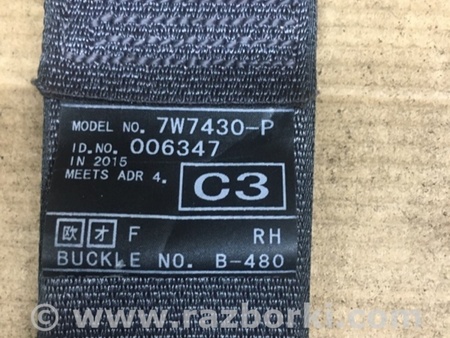 MODEL NO. 7W7430-P
ID.NO. 006347
IN 2015
MEETS ADR 4.
C3
欧 オ F RH
BUCKLE NO. B-480
© www.razborki.com